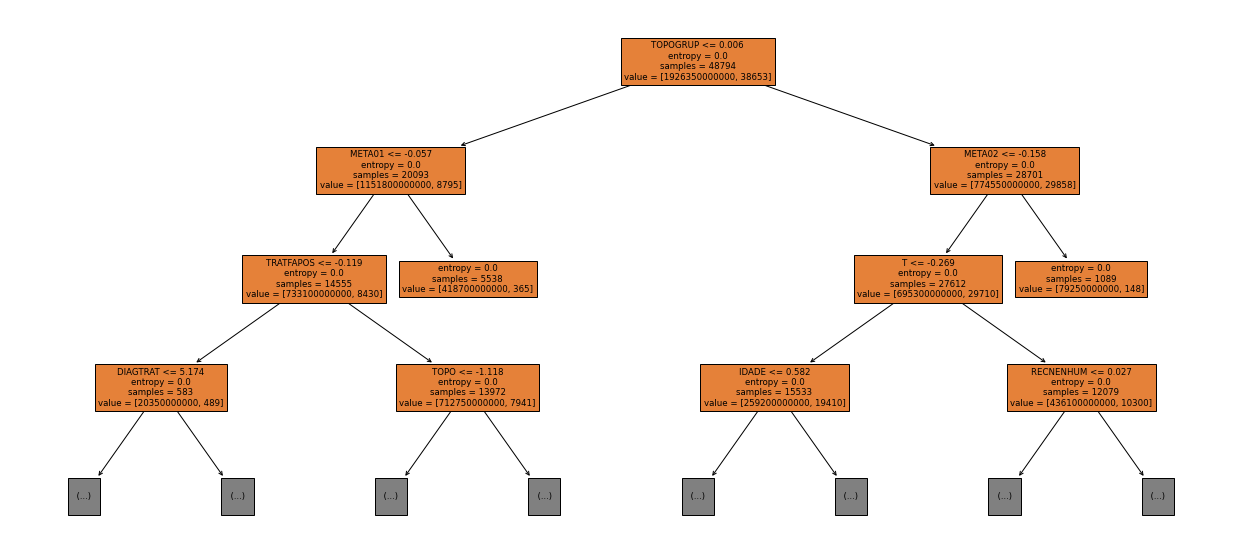 TOPOGRUP <= 0.006
entropy = 0.0
samples = 48794
value = [1926350000000, 38653]
META01 <= -0.057
entropy = 0.0
samples = 20093
value = [1151800000000, 8795]
META02 <= -0.158
entropy = 0.0
samples = 28701
value = [774550000000, 29858]
TRATFAPOS <= -0.119
entropy = 0.0
samples = 14555
value = [733100000000, 8430]
entropy = 0.0
samples = 5538
value = [418700000000, 365]
T <= -0.269
entropy = 0.0
samples = 27612
value = [695300000000, 29710]
entropy = 0.0
samples = 1089
value = [79250000000, 148]
DIAGTRAT <= 5.174
entropy = 0.0
samples = 583
value = [20350000000, 489]
TOPO <= -1.118
entropy = 0.0
samples = 13972
value = [712750000000, 7941]
IDADE <= 0.582
entropy = 0.0
samples = 15533
value = [259200000000, 19410]
RECNENHUM <= 0.027
entropy = 0.0
samples = 12079
value = [436100000000, 10300]
(...)
(...)
(...)
(...)
(...)
(...)
(...)
(...)